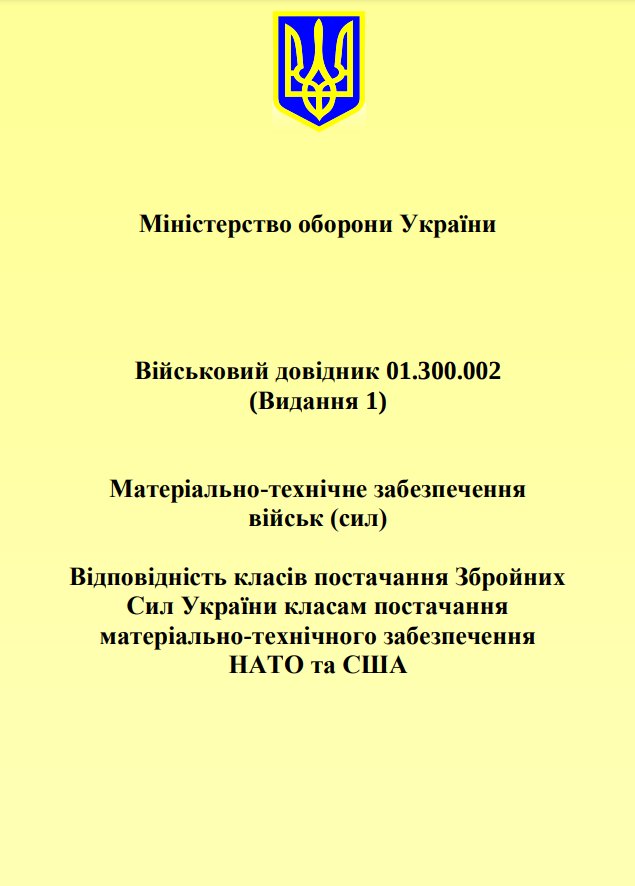 Міністерство оборони України
Військовий довідник 01.300.002
(Видання 1)
Матеріально-технічне забезпечення
військ (сил)
Відповідність класів постачання Збройних
Сил України класам постачання
матеріально-технічного забезпечення
НАТО та США